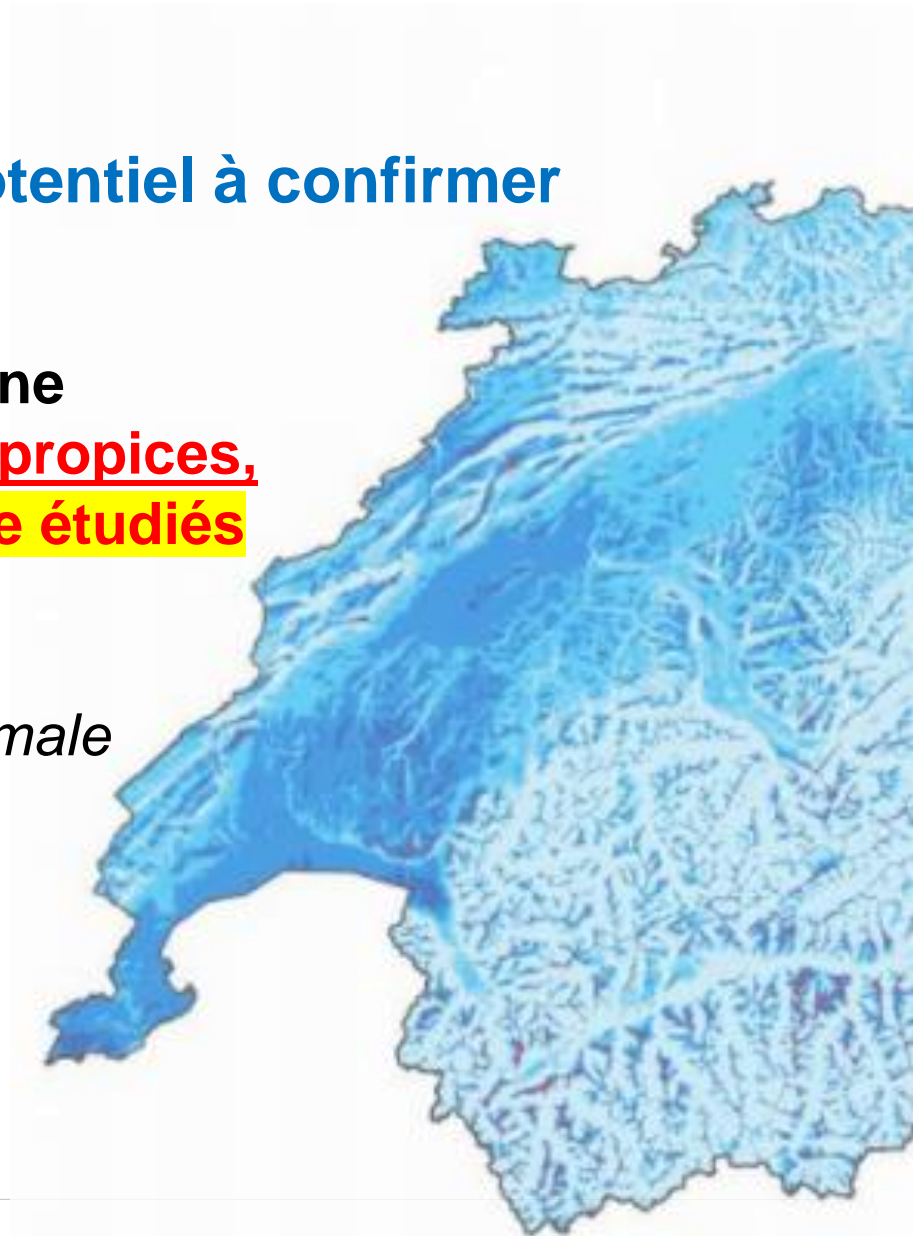 otentiel à confirmer
ne
propices,
e étudiés
male